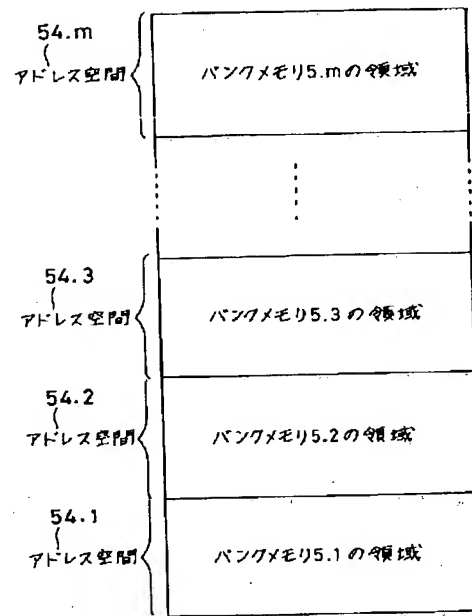 54.m
アドレス空間
バンクメモリ5.mの領域
54.3
アドレス空間
バンクメモリ5.3の領域
54.2
アドレス空間
バンクメモリ5.2の領域
54.1
アドレス空間
バンクメモリ5.1の領域